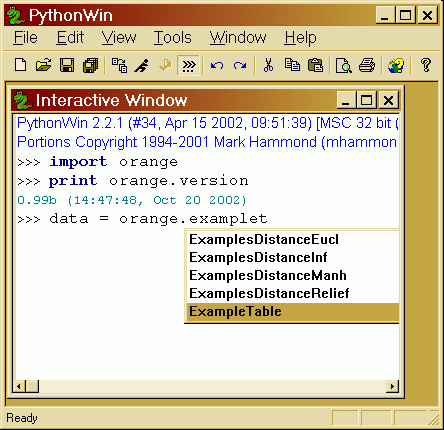 PythonWin
File Edit View Tools Window Help
Interactive Window
PythonWin 2.2.1 (#34, Apr 15 2002, 09:51:39) [MSC 32 bit (
Portions Copyright 1994-2001 Mark Hammond (mhammon
>>> import orange
>>> print orange.version
0.99b (14:47:48, Oct 20 2002)
>>> data = orange.examplet
ExamplesDistanceEucl
ExamplesDistanceInf
ExamplesDistanceManh
ExamplesDistanceRelief
ExampleTable
Ready